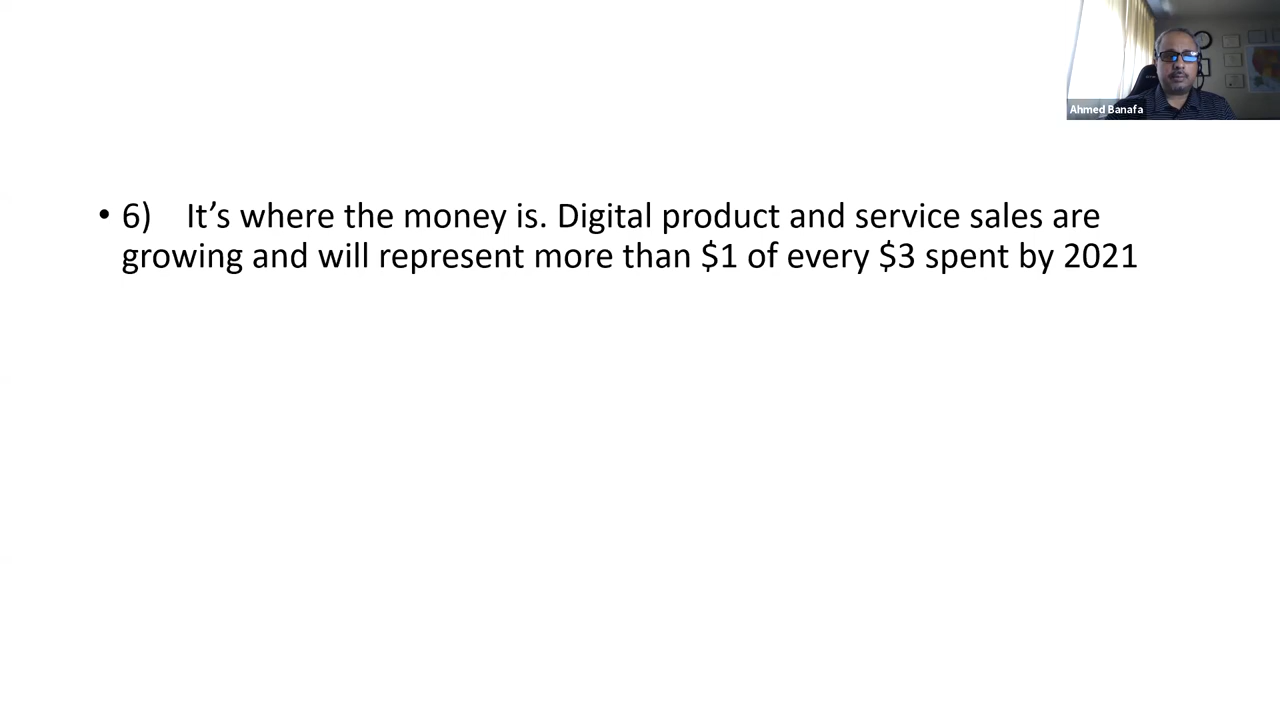 Ahmed Banafa
• 6) It’s where the money is. Digital product and service sales are
growing and will represent more than $1 of every $3 spent by 2021